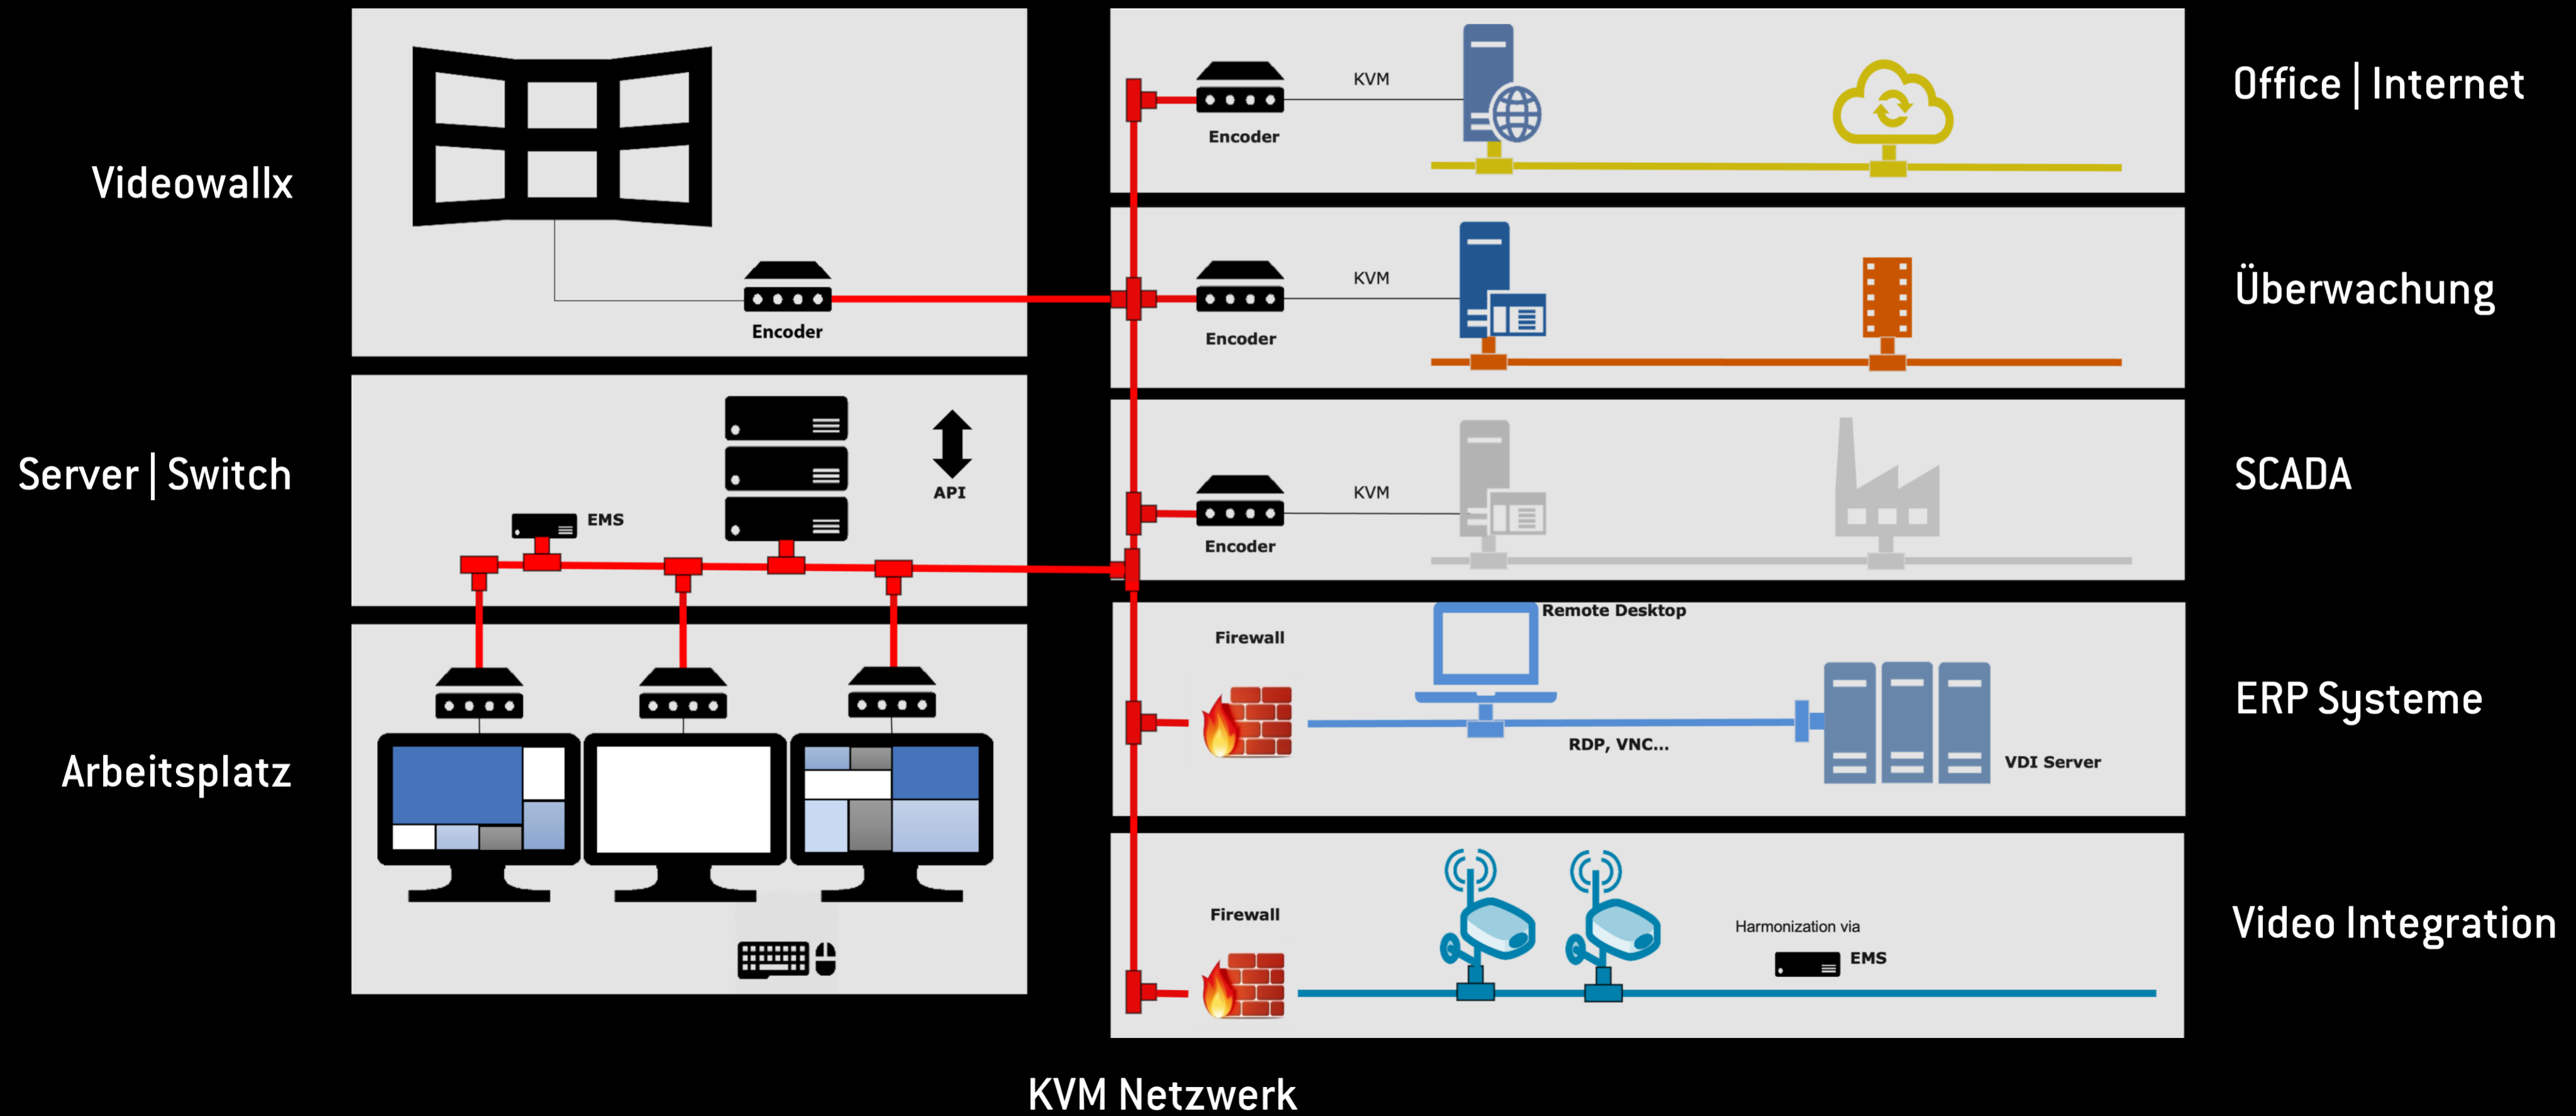 Videowallx
Encoder
Server | Switch
API
EMS
Arbeitsplatz
Office | Internet
Encoder
KVM
Überwachung
Encoder
KVM
SCADA
Encoder
KVM
ERP Systeme
Firewall
Remote Desktop
RDP, VNC...
VDI Server
Video Integration
Firewall
Harmonization via
EMS
KVM Netzwerk